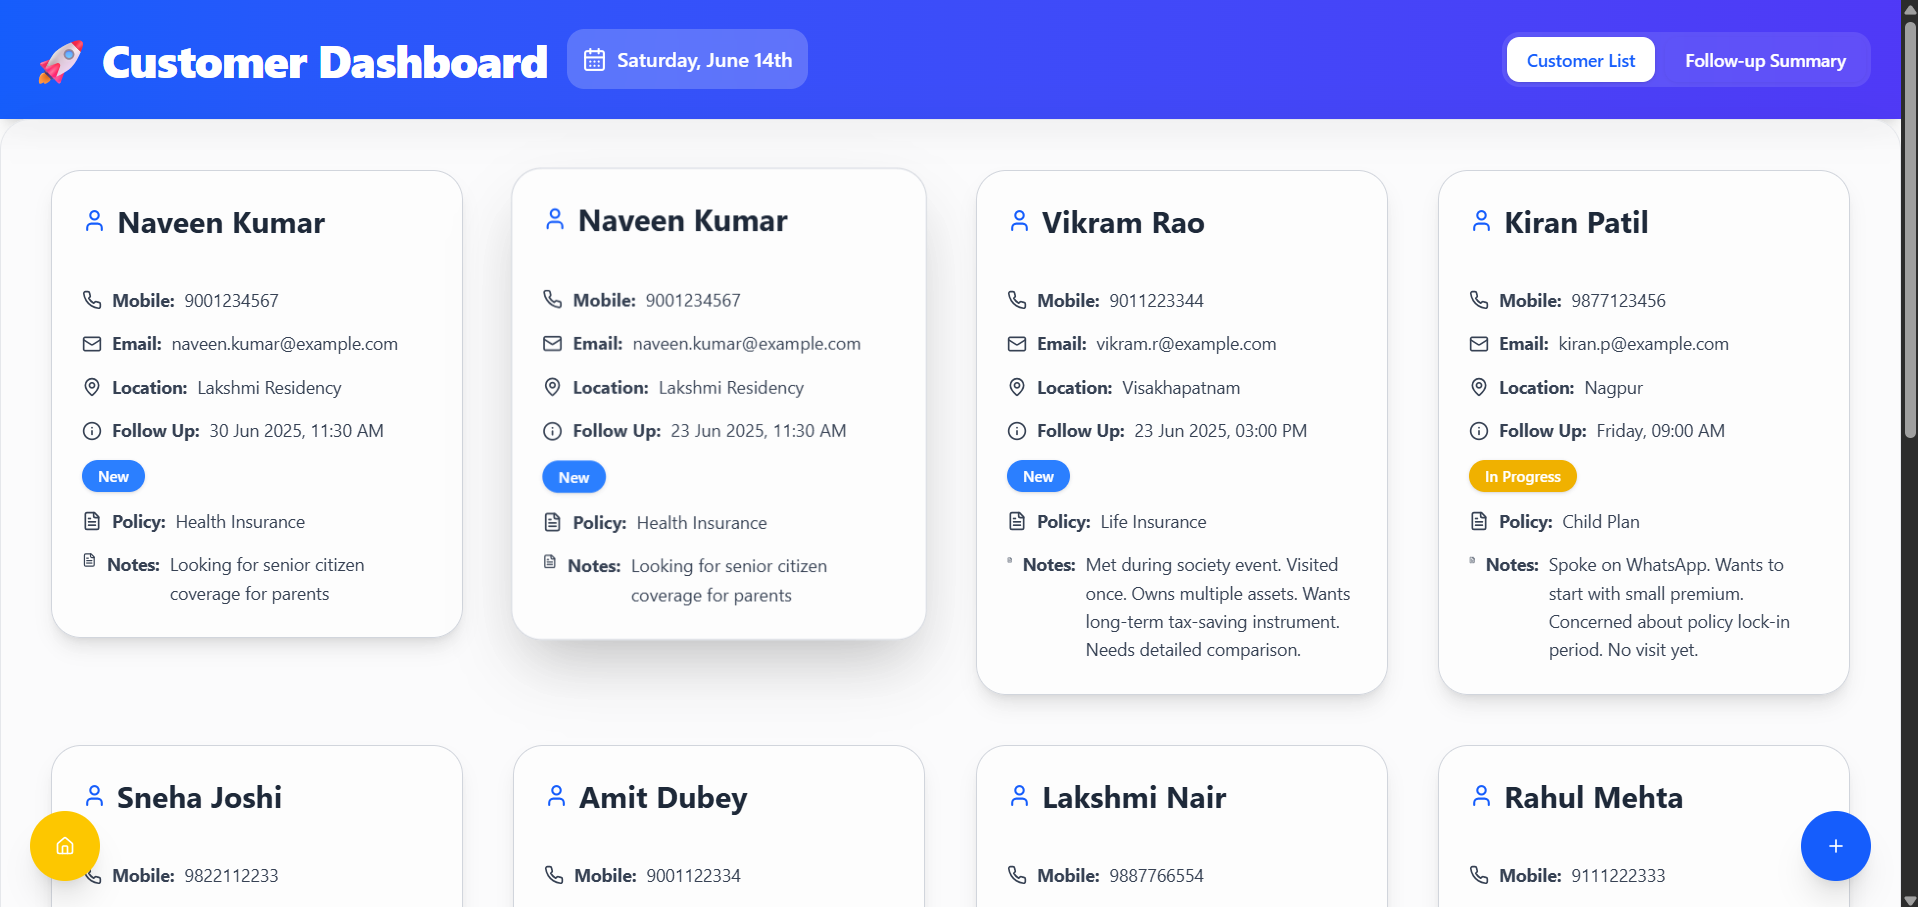 🚀 Customer Dashboard
Saturday, June 14th
Customer List
Follow-up Summary
Naveen Kumar
Mobile: 9001234567
Email: naveen.kumar@example.com
Location: Lakshmi Residency
Follow Up: 30 Jun 2025, 11:30 AM
New
Policy: Health Insurance
Notes: Looking for senior citizen
coverage for parents
Naveen Kumar
Mobile: 9001234567
Email: naveen.kumar@example.com
Location: Lakshmi Residency
Follow Up: 23 Jun 2025, 11:30 AM
New
Policy: Health Insurance
Notes: Looking for senior citizen
coverage for parents
Vikram Rao
Mobile: 9011223344
Email: vikram.r@example.com
Location: Visakhapatnam
Follow Up: 23 Jun 2025, 03:00 PM
New
Policy: Life Insurance
Notes: Met during society event. Visited
once. Owns multiple assets. Wants
long-term tax-saving instrument.
Needs detailed comparison.
Kiran Patil
Mobile: 9877123456
Email: kiran.p@example.com
Location: Nagpur
Follow Up: Friday, 09:00 AM
In Progress
Policy: Child Plan
Notes: Spoke on WhatsApp. Wants to
start with small premium.
Concerned about policy lock-in
period. No visit yet.
Sneha Joshi
Mobile: 9822112233
Amit Dubey
Mobile: 9001122334
Lakshmi Nair
Mobile: 9887766554
Rahul Mehta
Mobile: 9111222333
+